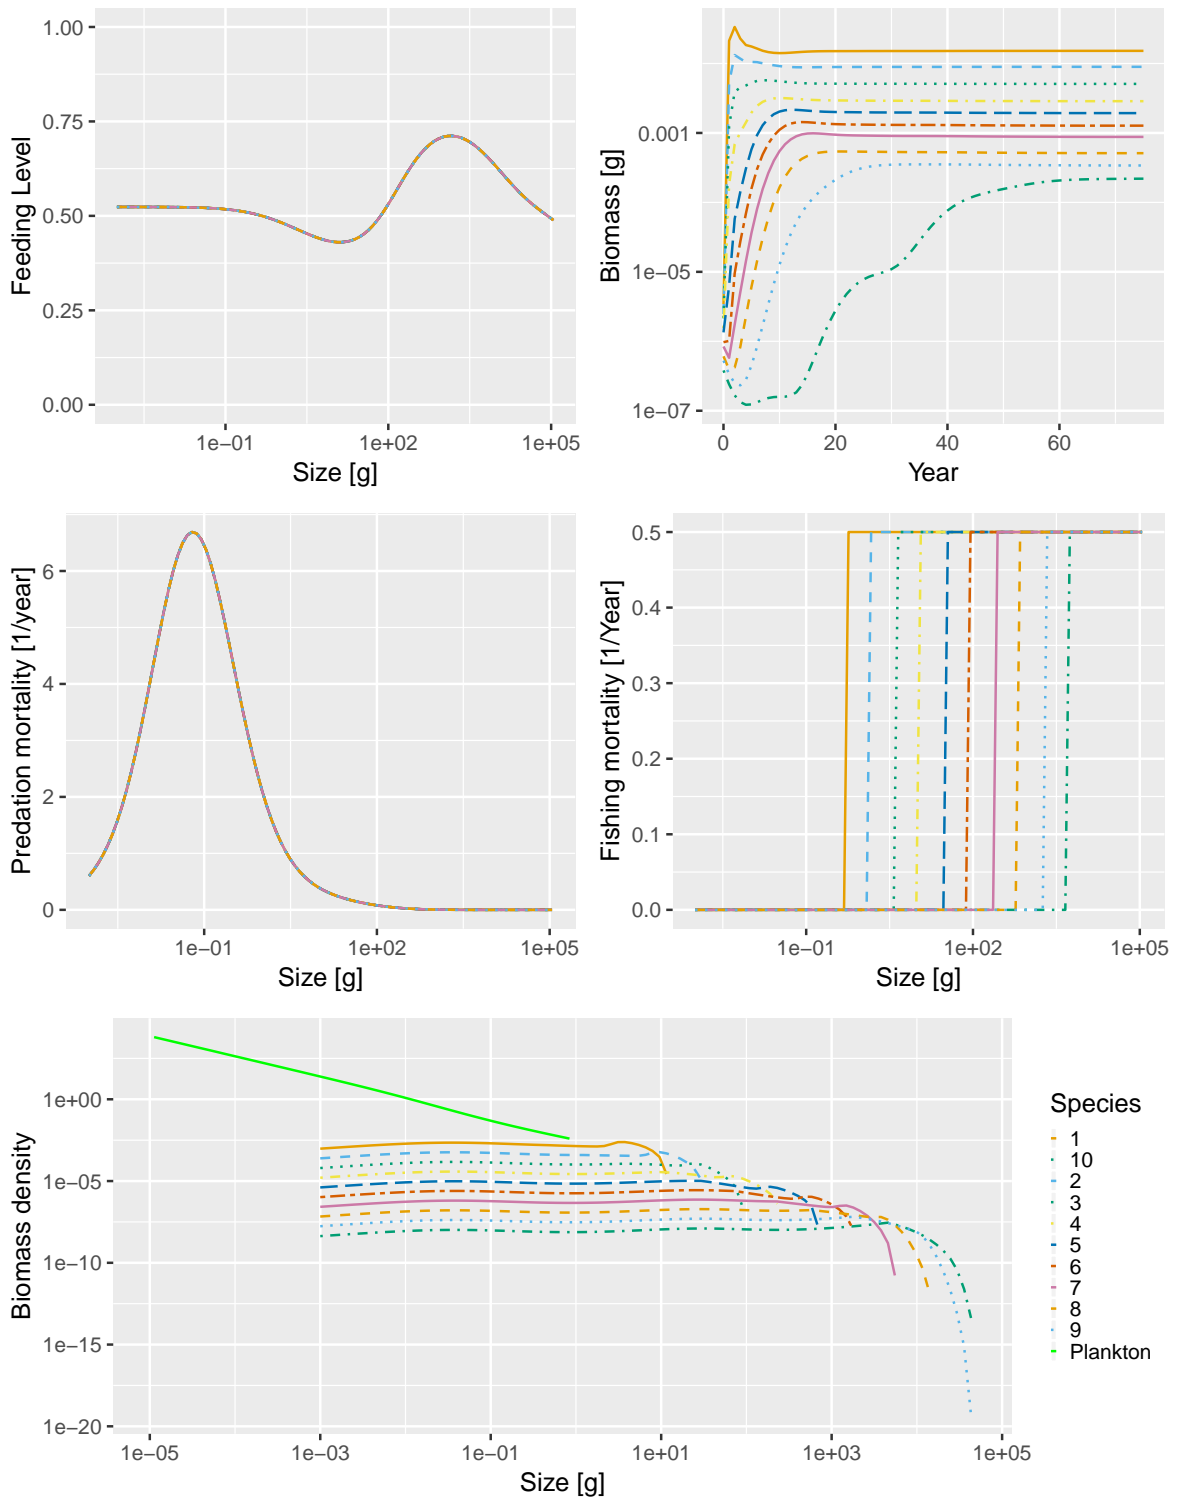 1.00
0.75
0.50
0.25
0.00
Feeding Level
1e−01
1e+02
1e+05
Size [g]
0.001
1e−05
1e−07
Biomass [g]
0
20
40
60
Year
6
4
2
0
Predation mortality [1/year]
1e−01
1e+02
1e+05
Size [g]
0.5
0.4
0.3
0.2
0.1
0.0
Fishing mortality [1/Year]
1e−01
1e+02
1e+05
Size [g]
1e+00
1e−05
1e−10
1e−15
1e−20
Biomass density
1e−05
1e−03
1e−01
1e+01
1e+03
1e+05
Size [g]
Species
1
10
2
3
4
5
6
7
8
9
Plankton